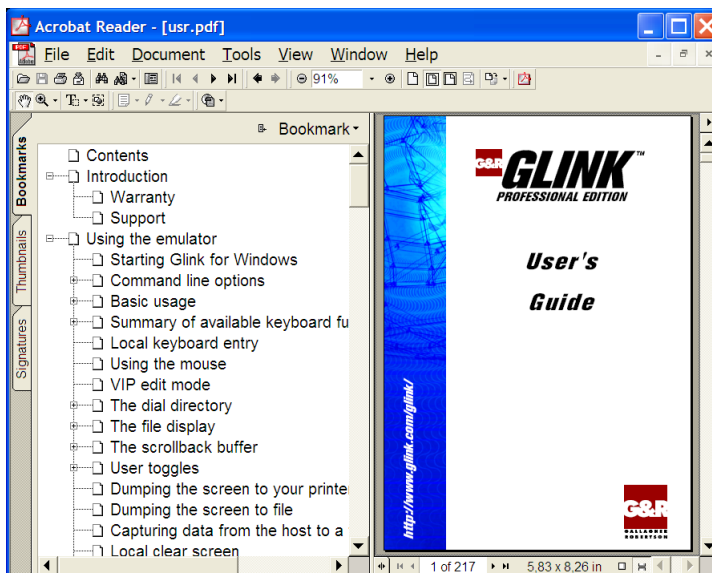 Acrobat Reader - [usr.pdf]
File Edit Document Tools View Window Help
91%
Bookmarks
Thumbnails
Signatures
Bookmark
Contents
Introduction
Warranty
Support
Using the emulator
Starting Glink for Windows
Command line options
Basic usage
Summary of available keyboard fu
Local keyboard entry
Using the mouse
VIP edit mode
The dial directory
The file display
The scrollback buffer
User toggles
Dumping the screen to your printe
Dumping the screen to file
Capturing data from the host to a
Local clear screen
G&R GLINK™
PROFESSIONAL EDITION
User's
Guide
http://www.glink.com/glink/
G&R
GALLAGHER
ROBERTSON
1 of 217 5,83 x 8,26 in